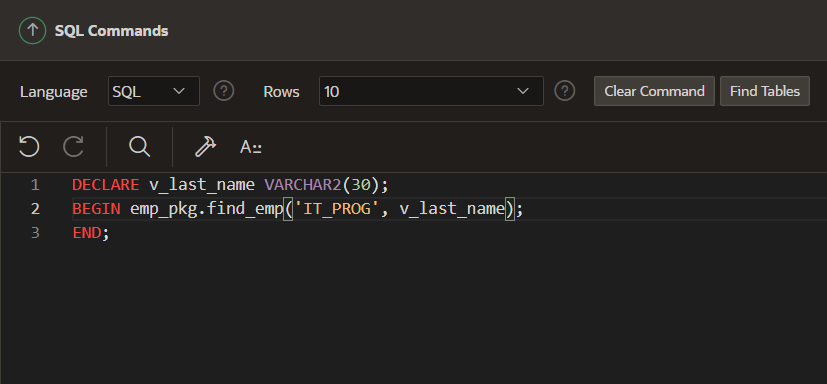 SQL Commands
Language SQL ? Rows 10 ? Clear Command Find Tables
A::
1 DECLARE v_last_name VARCHAR2(30);
2 BEGIN emp_pkg.find_emp('IT_PROG', v_last_name);
3 END;